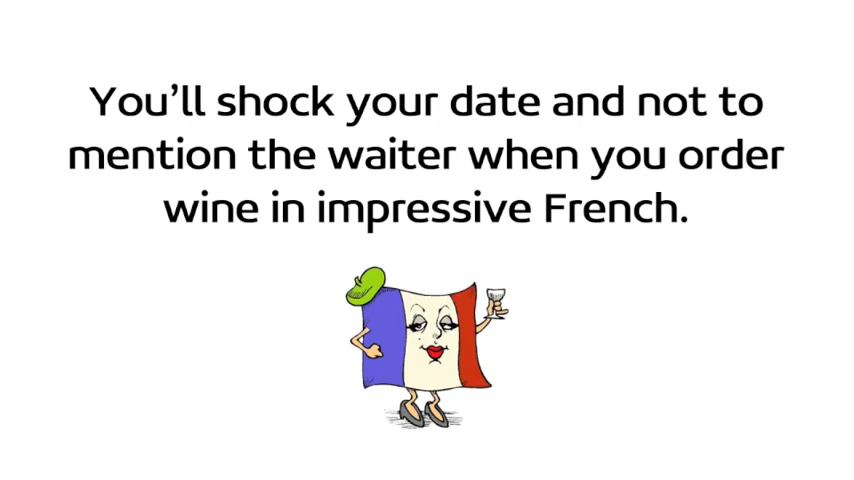 You’ll shock your date and not to
mention the waiter when you order
wine in impressive French.